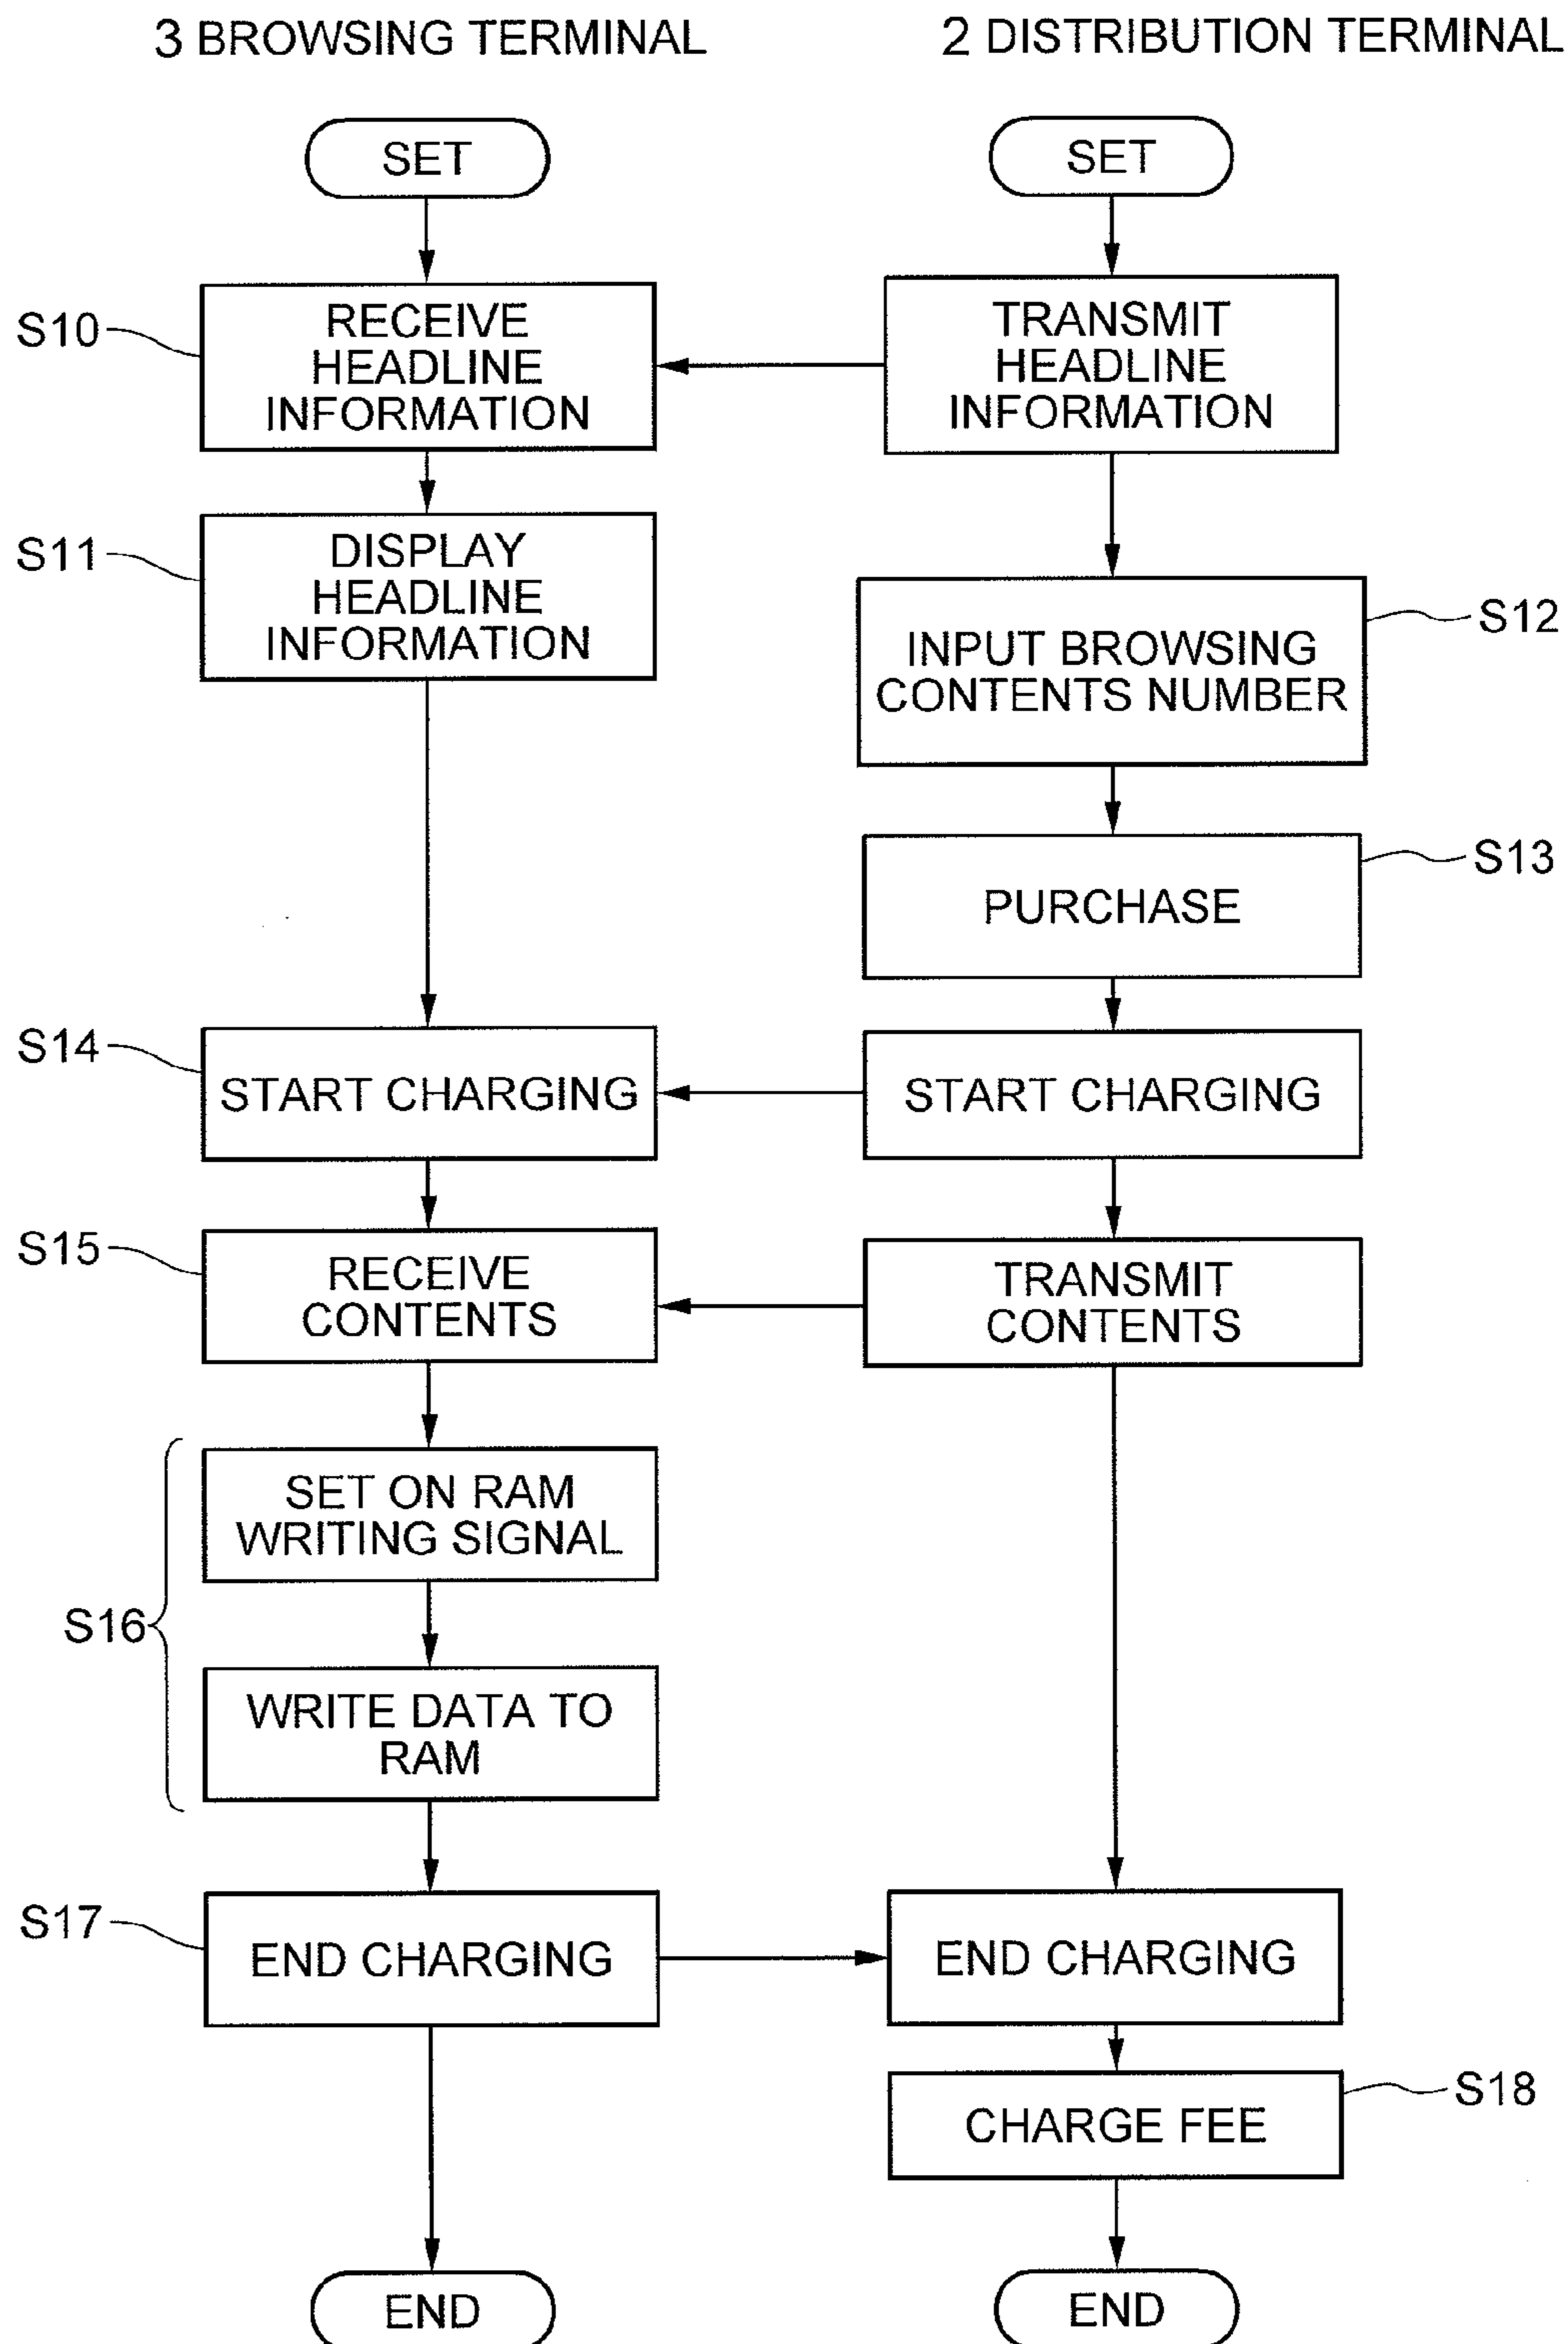 3 BROWSING TERMINAL
2 DISTRIBUTION TERMINAL
SET
SET
S10
RECEIVE
HEADLINE
INFORMATION
TRANSMIT
HEADLINE
INFORMATION
S11
DISPLAY
HEADLINE
INFORMATION
S12
INPUT BROWSING
CONTENTS NUMBER
S13
PURCHASE
S14
START CHARGING
START CHARGING
S15
RECEIVE
CONTENTS
TRANSMIT
CONTENTS
S16
SET ON RAM
WRITING SIGNAL
WRITE DATA TO
RAM
S17
END CHARGING
END CHARGING
S18
CHARGE FEE
END
END